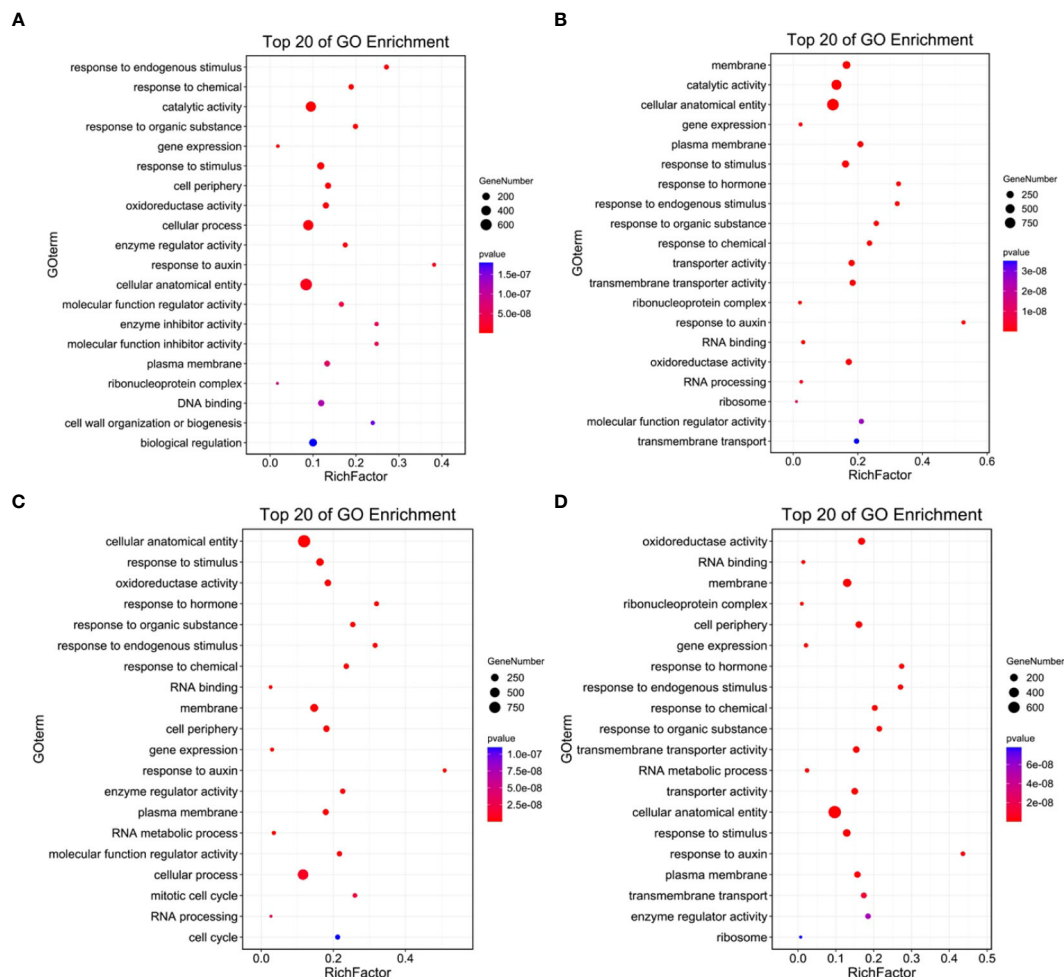 A
Top 20 of GO Enrichment
response to endogenous stimulus
response to chemical
catalytic activity
response to organic substance
gene expression
response to stimulus
cell periphery
oxidoreductase activity
cellular process
enzyme regulator activity
response to auxin
cellular anatomical entity
molecular function regulator activity
enzyme inhibitor activity
molecular function inhibitor activity
plasma membrane
ribonucleoprotein complex
DNA binding
cell wall organization or biogenesis
biological regulation
GOterm
0.0 0.1 0.2 0.3 0.4
RichFactor
GeneNumber
200
400
600
pvalue
1.5e-07
1.0e-07
5.0e-08
B
Top 20 of GO Enrichment
membrane
catalytic activity
cellular anatomical entity
gene expression
plasma membrane
response to stimulus
response to hormone
response to endogenous stimulus
response to organic substance
response to chemical
transporter activity
transmembrane transporter activity
ribonucleoprotein complex
response to auxin
RNA binding
oxidoreductase activity
RNA processing
ribosome
molecular function regulator activity
transmembrane transport
GOterm
0.0 0.2 0.4 0.6
RichFactor
GeneNumber
250
500
750
pvalue
3e-08
2e-08
1e-08
C
Top 20 of GO Enrichment
cellular anatomical entity
response to stimulus
oxidoreductase activity
response to hormone
response to organic substance
response to endogenous stimulus
response to chemical
RNA binding
membrane
cell periphery
gene expression
response to auxin
enzyme regulator activity
plasma membrane
RNA metabolic process
molecular function regulator activity
cellular process
mitotic cell cycle
RNA processing
cell cycle
GOterm
0.0 0.2 0.4
RichFactor
GeneNumber
250
500
750
pvalue
1.0e-07
7.5e-08
5.0e-08
2.5e-08
D
Top 20 of GO Enrichment
oxidoreductase activity
RNA binding
membrane
ribonucleoprotein complex
cell periphery
gene expression
response to hormone
response to endogenous stimulus
response to chemical
response to organic substance
transmembrane transporter activity
RNA metabolic process
transporter activity
cellular anatomical entity
response to stimulus
response to auxin
plasma membrane
transmembrane transport
enzyme regulator activity
ribosome
GOterm
0.0 0.1 0.2 0.3 0.4 0.5
RichFactor
GeneNumber
200
400
600
pvalue
6e-08
4e-08
2e-08